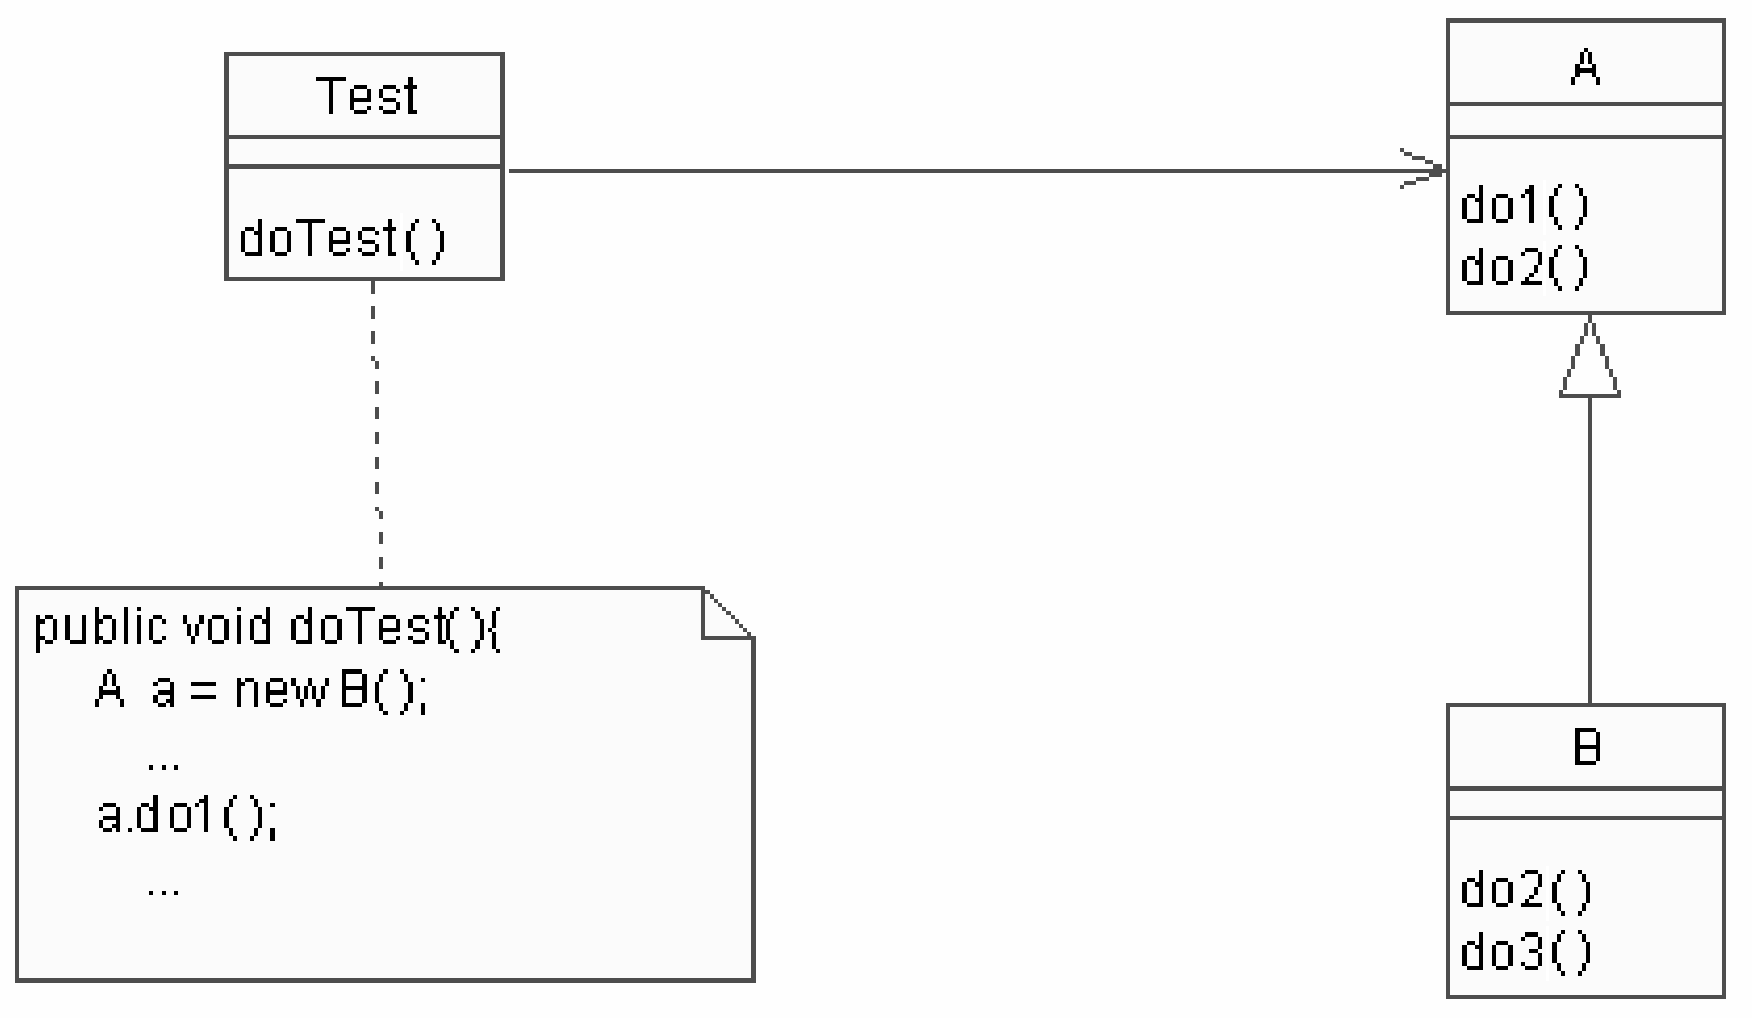 Test
doTest()
A
do1()
do2()
public void doTest(){
A a = new B();
...
a.do1();
...
B
do2()
do3()